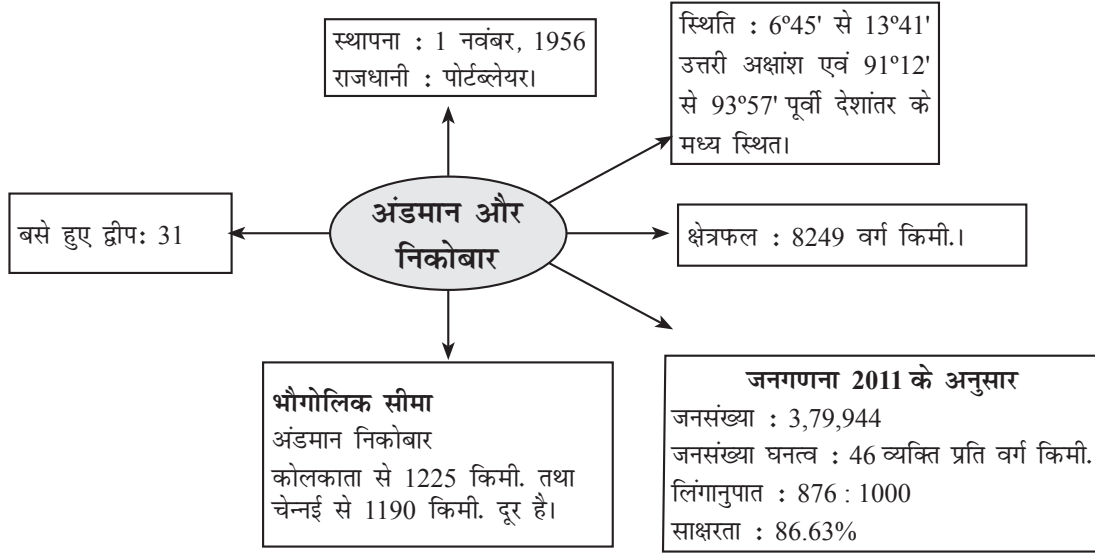 स्थापना : 1 नवंबर, 1956
राजधानी : पोर्टब्लेयर।
स्थिति : 6º45' से 13º41'
उत्तरी अक्षांश एवं 91º12'
से 93º57' पूर्वी देशांतर के
मध्य स्थित।
अंडमान और
निकोबार
बसे हुए द्वीप: 31
क्षेत्रफल : 8249 वर्ग किमी.।
भौगोलिक सीमा
अंडमान निकोबार
कोलकाता से 1225 किमी. तथा
चेन्नई से 1190 किमी. दूर है।
जनगणना 2011 के अनुसार
जनसंख्या : 3,79,944
जनसंख्या घनत्व : 46 व्यक्ति प्रति वर्ग किमी.
लिंगानुपात : 876 : 1000
साक्षरता : 86.63%